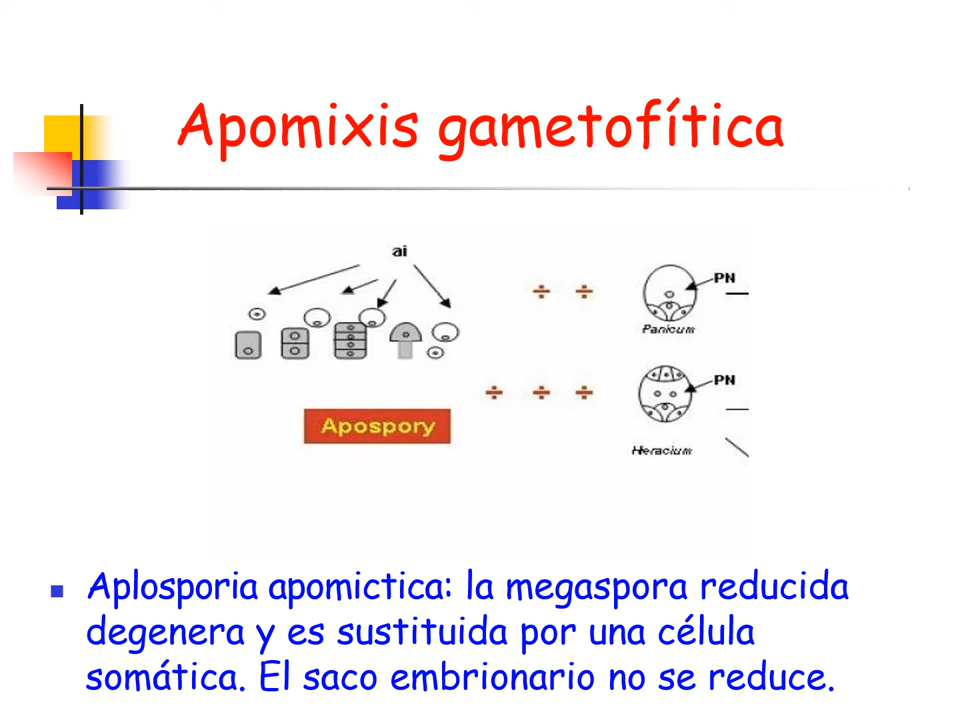 Apomixis gametofítica
ai
÷ ÷
PN
Panicum
PN
÷ ÷ ÷
Apospory
Hieracium
Aplosporia apomictica: la megaspora reducida
degenera y es sustituida por una célula
somática. El saco embrionario no se reduce.